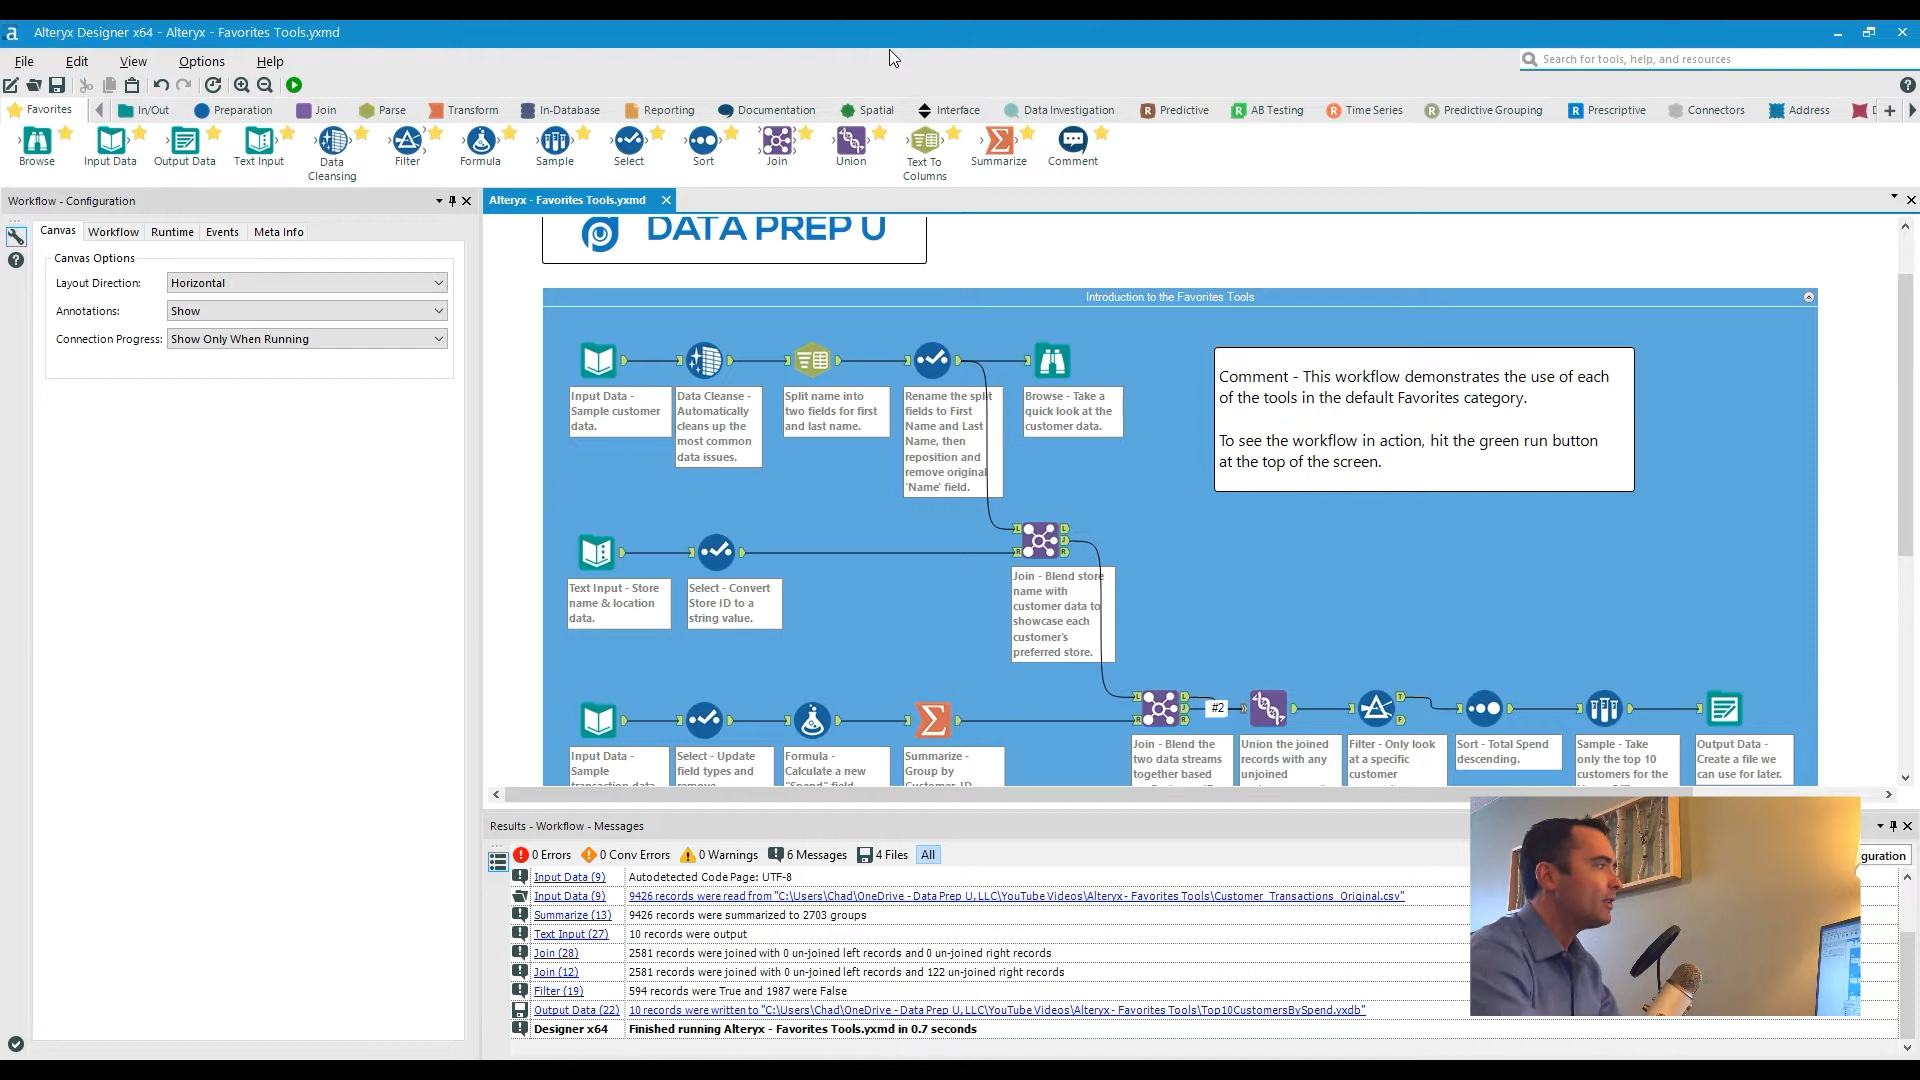 Alteryx Designer x64 - Alteryx - Favorites Tools.yxmd
File Edit View Options Help
Search for tools, help, and resources
Favorites In/Out Preparation Join Parse Transform In-Database Reporting Documentation Spatial Interface Data Investigation Predictive AB Testing Time Series Predictive Grouping Prescriptive Connectors Address
Browse Input Data Output Data Text Input Data Cleansing Filter Formula Sample Select Sort Join Union Text To Columns Summarize Comment
Workflow - Configuration
Alteryx - Favorites Tools.yxmd
Canvas Workflow Runtime Events Meta Info
Canvas Options
Layout Direction: Horizontal
Annotations: Show
Connection Progress: Show Only When Running
DATA PREP U
Introduction to the Favorites Tools
Input Data -
Sample customer
data.
Data Cleanse -
Automatically
cleans up the
most common
data issues.
Split name into
two fields for first
and last name.
Rename the split
fields to First
Name and Last
Name, then
reposition and
remove original
'Name' field.
Browse - Take a
quick look at the
customer data.
Comment - This workflow demonstrates the use of each
of the tools in the default Favorites category.
To see the workflow in action, hit the green run button
at the top of the screen.
Text Input - Store
name & location
data.
Select - Convert
Store ID to a
string value.
L
R
L
J
R
Join - Blend store
name with
customer data to
showcase each
customer's
preferred store.
L
R
L
J
R
#2
T
F
Input Data -
Sample
transaction data
Select - Update
field types and
remove
Formula -
Calculate a new
"Spend" field
Summarize -
Group by
Customer ID
Join - Blend the
two data streams
together based
Union the joined
records with any
unjoined
Filter - Only look
at a specific
customer
Sort - Total Spend
descending.
Sample - Take
only the top 10
customers for the
Output Data -
Create a file we
can use for later.
Results - Workflow - Messages
0 Errors 0 Conv Errors 0 Warnings 6 Messages 4 Files All
guration
Input Data (9) Autodetected Code Page: UTF-8
Input Data (9) 9426 records were read from "C:\Users\Chad\OneDrive - Data Prep U, LLC\YouTube Videos\Alteryx - Favorites Tools\Customer_Transactions_Original.csv"
Summarize (13) 9426 records were summarized to 2703 groups
Text Input (27) 10 records were output
Join (28) 2581 records were joined with 0 un-joined left records and 0 un-joined right records
Join (12) 2581 records were joined with 0 un-joined left records and 122 un-joined right records
Filter (19) 594 records were True and 1987 were False
Output Data (22) 10 records were written to "C:\Users\Chad\OneDrive - Data Prep U, LLC\YouTube Videos\Alteryx - Favorites Tools\Top10CustomersBySpend.yxdb"
Designer x64 Finished running Alteryx - Favorites Tools.yxmd in 0.7 seconds